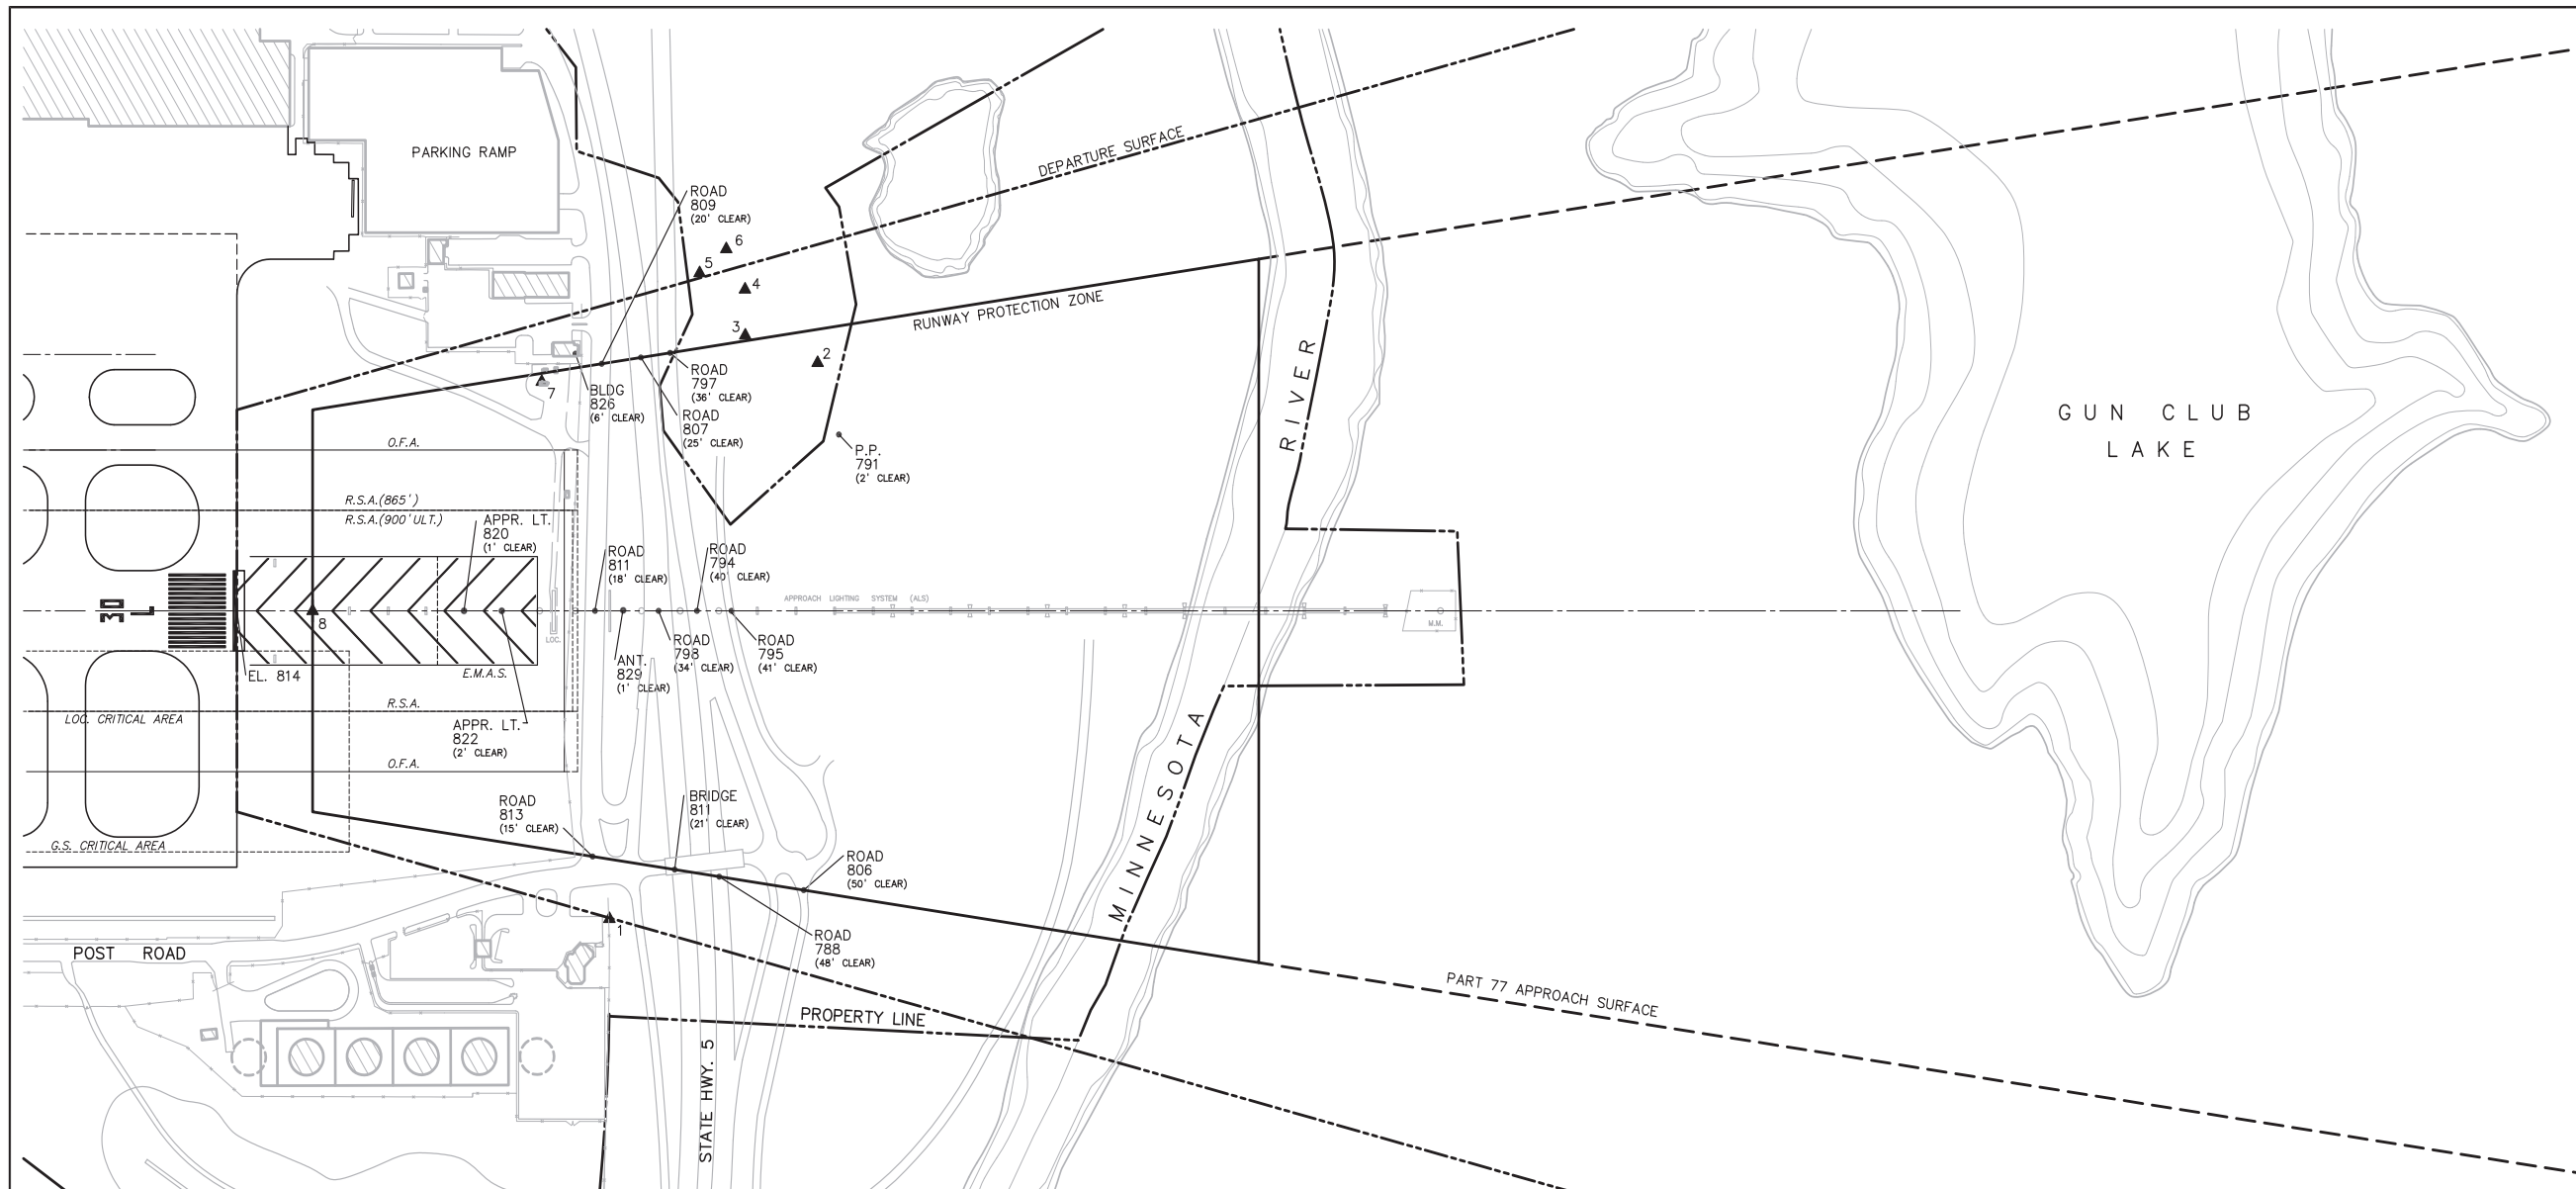 PARKING RAMP
DEPARTURE SURFACE
ROAD
809
(20' CLEAR)
6
5
4
3
2
7
RUNWAY PROTECTION ZONE
ROAD
797
(36' CLEAR)
BLDG
826
(6' CLEAR)
ROAD
807
(25' CLEAR)
P.P.
791
(2' CLEAR)
RIVER
GUN CLUB
LAKE
O.F.A.
R.S.A.(865')
R.S.A.(900'ULT.)
APPR. LT.
820
(1' CLEAR)
ROAD
811
(18' CLEAR)
ROAD
794
(40' CLEAR)
APPROACH LIGHTING SYSTEM (ALS)
30
L
8
LOC.
M.M.
ROAD
798
(34' CLEAR)
ROAD
795
(41' CLEAR)
ANT.
829
(1' CLEAR)
EL. 814
E.M.A.S.
R.S.A.
LOC. CRITICAL AREA
APPR. LT.
822
(2' CLEAR)
O.F.A.
MINNESOTA
ROAD
813
(15' CLEAR)
BRIDGE
811
(21' CLEAR)
G.S. CRITICAL AREA
ROAD
806
(50' CLEAR)
1
ROAD
788
(48' CLEAR)
POST ROAD
PART 77 APPROACH SURFACE
PROPERTY LINE
STATE HWY. 5